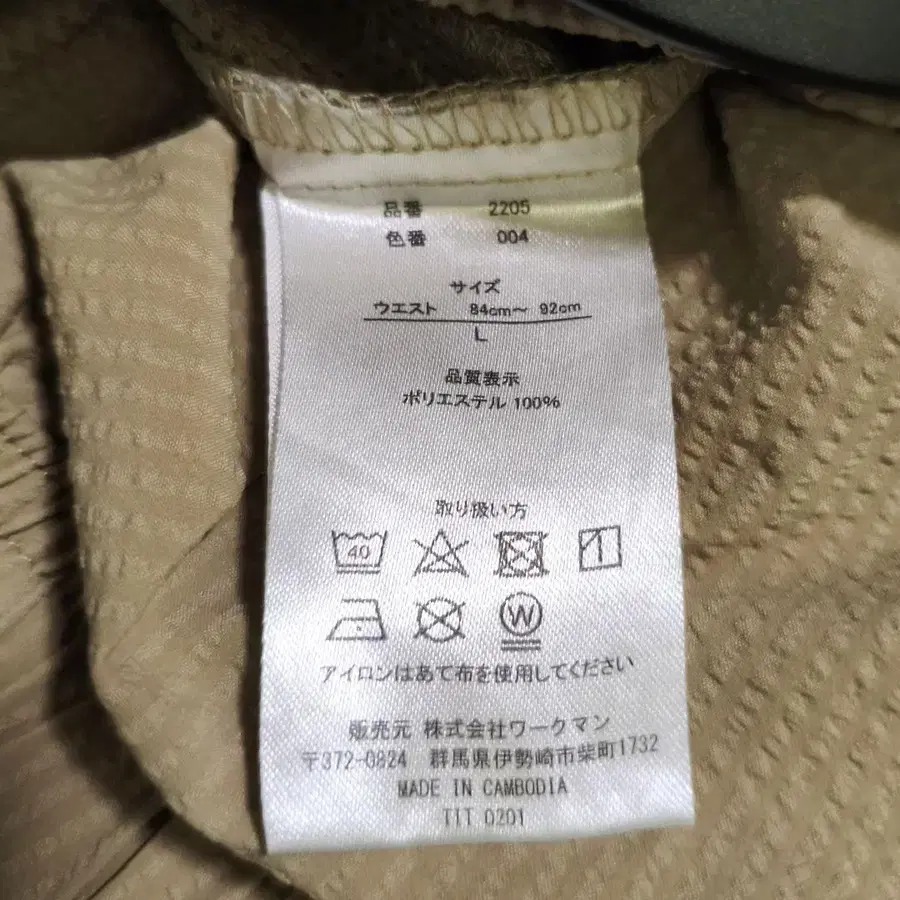 品番 2205
色番 004
サイズ
ウエスト 84cm～ 92cm
L
品質表示
ポリエステル 100%
取り扱い方
40
W
アイロンはあて布を使用してください
販売元 株式会社ワークマン
〒372-0824 群馬県伊勢崎市柴町1732
MADE IN CAMBODIA
TIT 0201